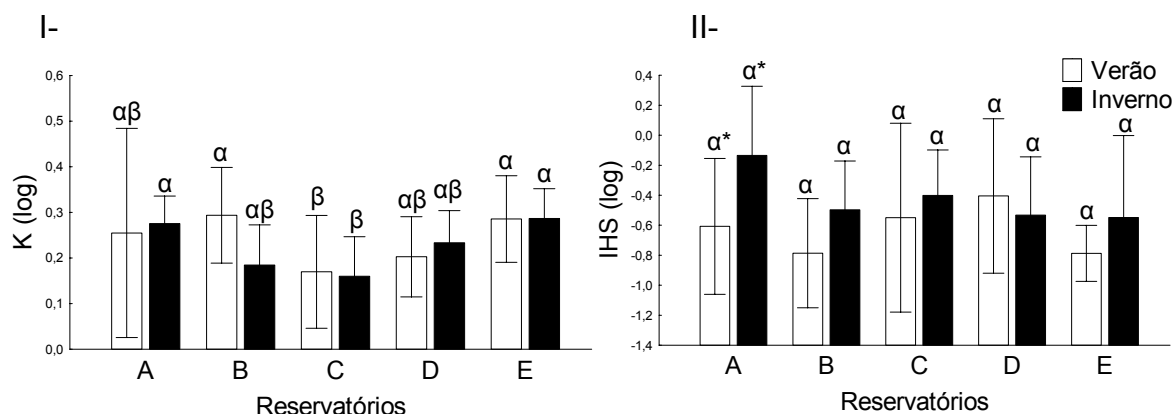 I-
K (log)
0,6
0,5
0,4
0,3
0,2
0,1
0,0
αβ
α
α
αβ
β
β
αβ
αβ
α
α
A B C D E
Reservatórios
II-
IHS (log)
0,4
0,2
0,0
-0,2
-0,4
-0,6
-0,8
-1,0
-1,2
-1,4
α*
α*
α
α
α
α
α
α
α
α
A B C D E
Reservatórios
Verão
Inverno